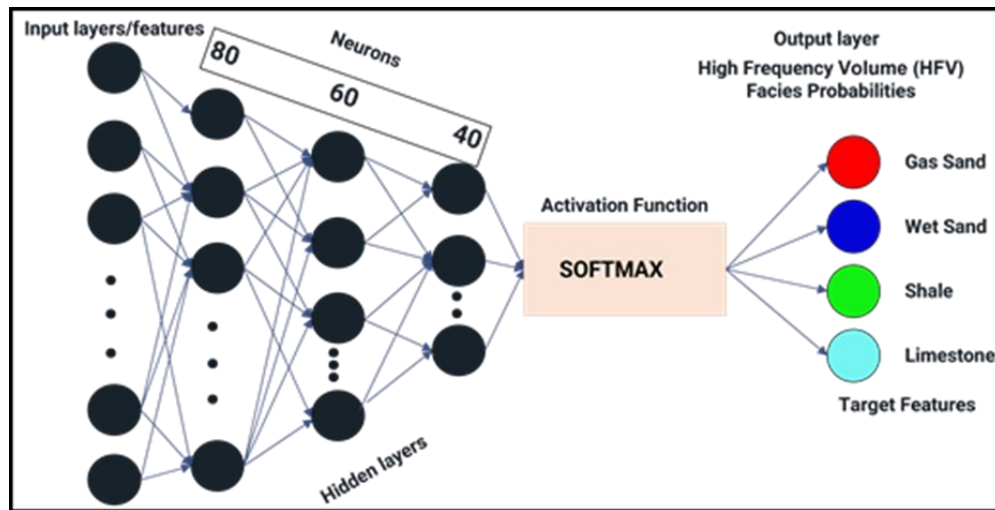 Input layers/features
Neurons
80
60
40
Hidden layers
Activation Function
SOFTMAX
Output layer
High Frequency Volume (HFV)
Facies Probabilities
Gas Sand
Wet Sand
Shale
Limestone
Target Features